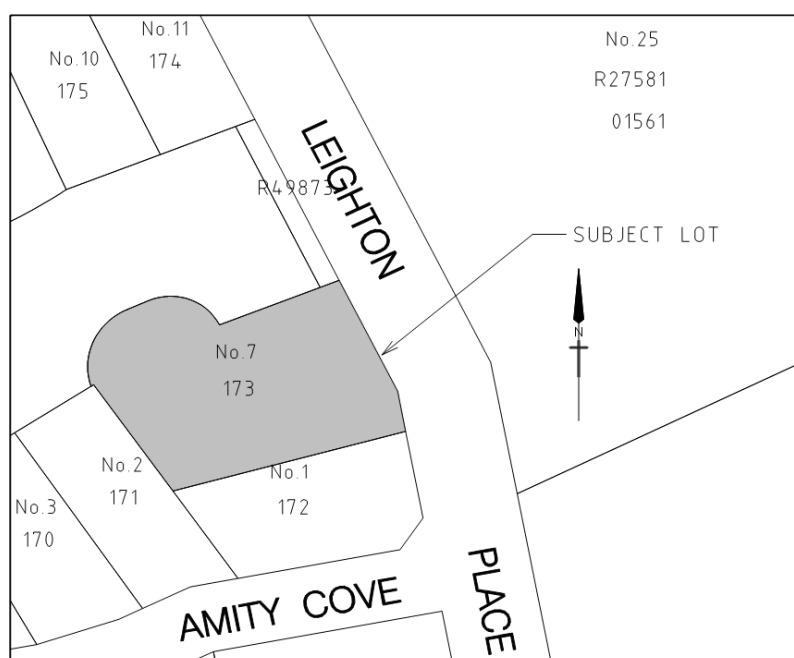 No.11
174
No.10
175
No.25
R27581
01561
LEIGHTON
R49873
SUBJECT LOT
N
No.7
173
No.2
171
No.1
172
No.3
170
PLACE
AMITY COVE